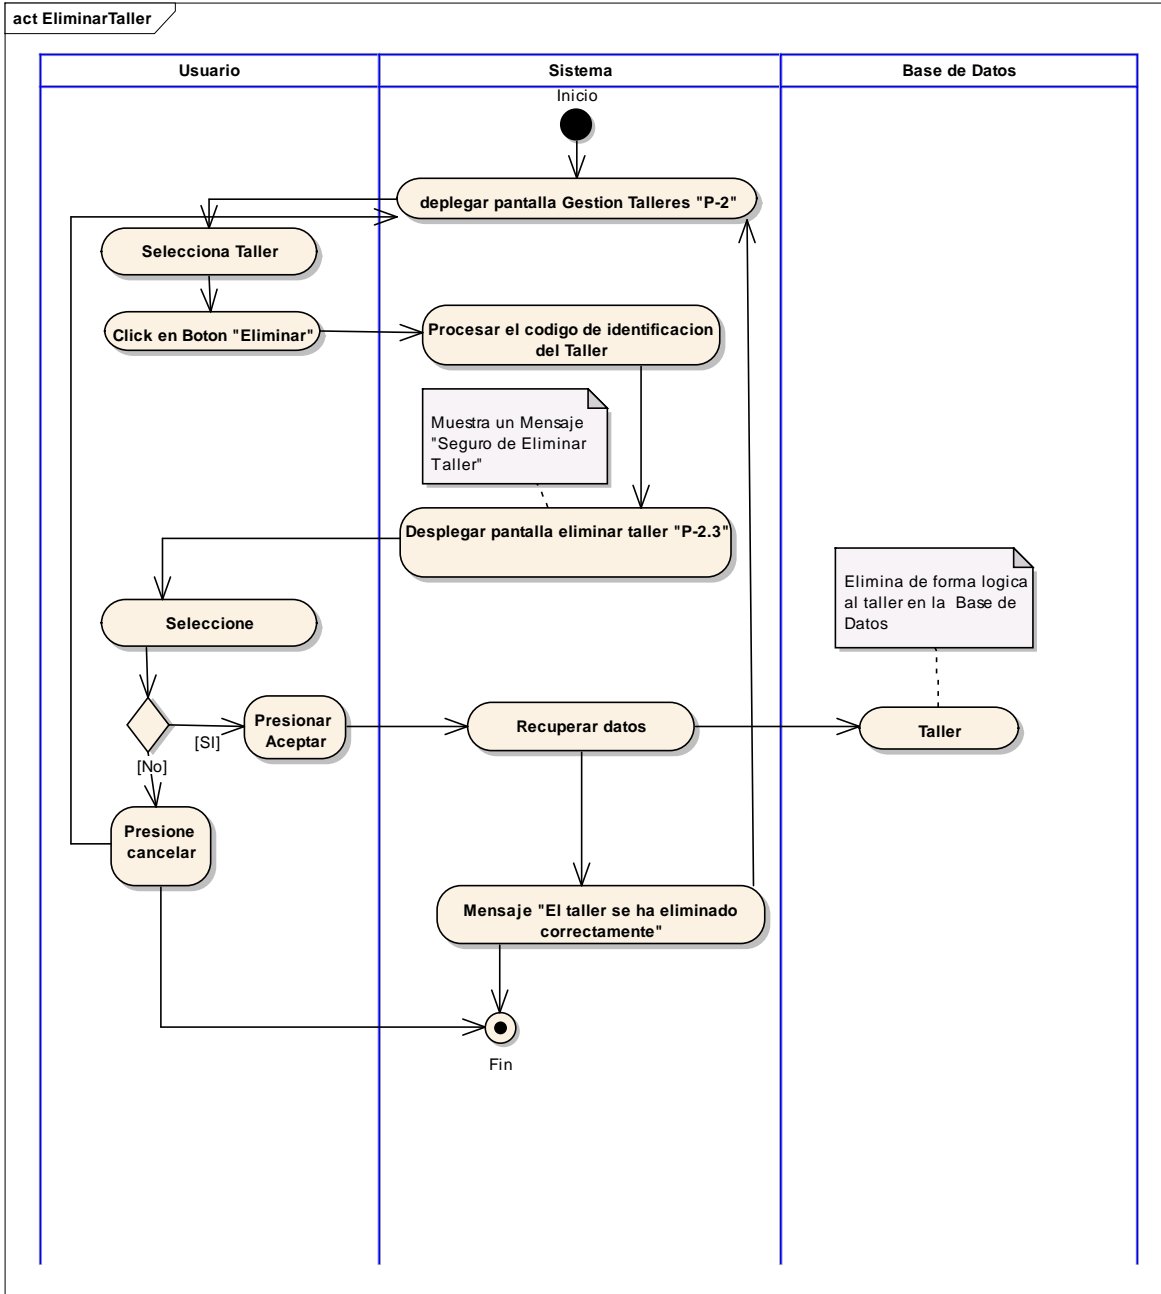 act EliminarTaller
Usuario
Sistema
Base de Datos
Inicio
deplegar pantalla Gestion Talleres "P-2"
Selecciona Taller
Click en Boton "Eliminar"
Procesar el codigo de identificacion
del Taller
Muestra un Mensaje
"Seguro de Eliminar
Taller"
Desplegar pantalla eliminar taller "P-2.3"
Elimina de forma logica
al taller en la Base de
Datos
Seleccione
[SI]
Presionar
Aceptar
Recuperar datos
Taller
[No]
Presione
cancelar
Mensaje "El taller se ha eliminado
correctamente"
Fin